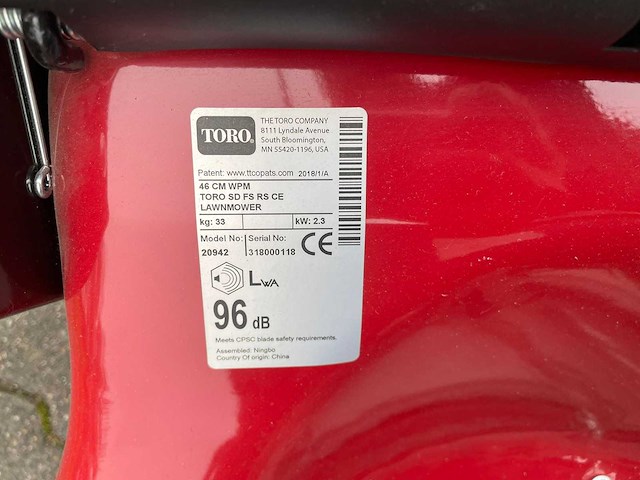 TORO
THE TORO COMPANY
8111 Lyndale Avenue
South Bloomington,
MN 55420-1196, USA
Patent: www.ttcopats.com 2018/1/A
46 CM WPM
TORO SD FS RS CE
LAWNMOWER
kg: 33 kW: 2.3
Model No: Serial No:
20942 318000118 CE
LWA
96 dB
Meets CPSC blade safety requirements.
Assembled: Ningbo
Country Of origin: China